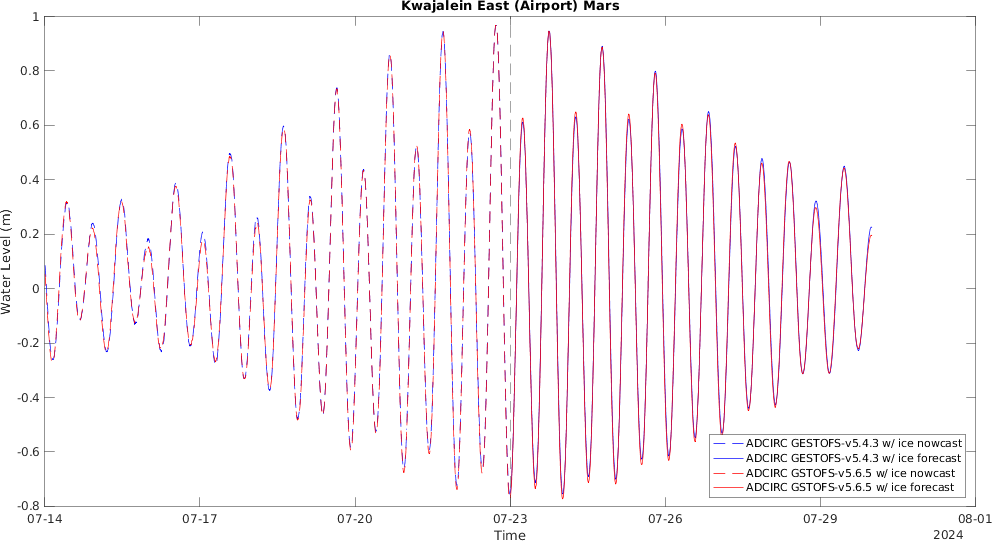 Kwajalein East (Airport) Mars
Water Level (m)
1
0.8
0.6
0.4
0.2
0
-0.2
-0.4
-0.6
-0.8
07-14
07-17
07-20
07-23
07-26
07-29
08-01
Time
2024
ADCIRC GESTOFS-v5.4.3 w/ ice nowcast
ADCIRC GESTOFS-v5.4.3 w/ ice forecast
ADCIRC GSTOFS-v5.6.5 w/ ice nowcast
ADCIRC GSTOFS-v5.6.5 w/ ice forecast